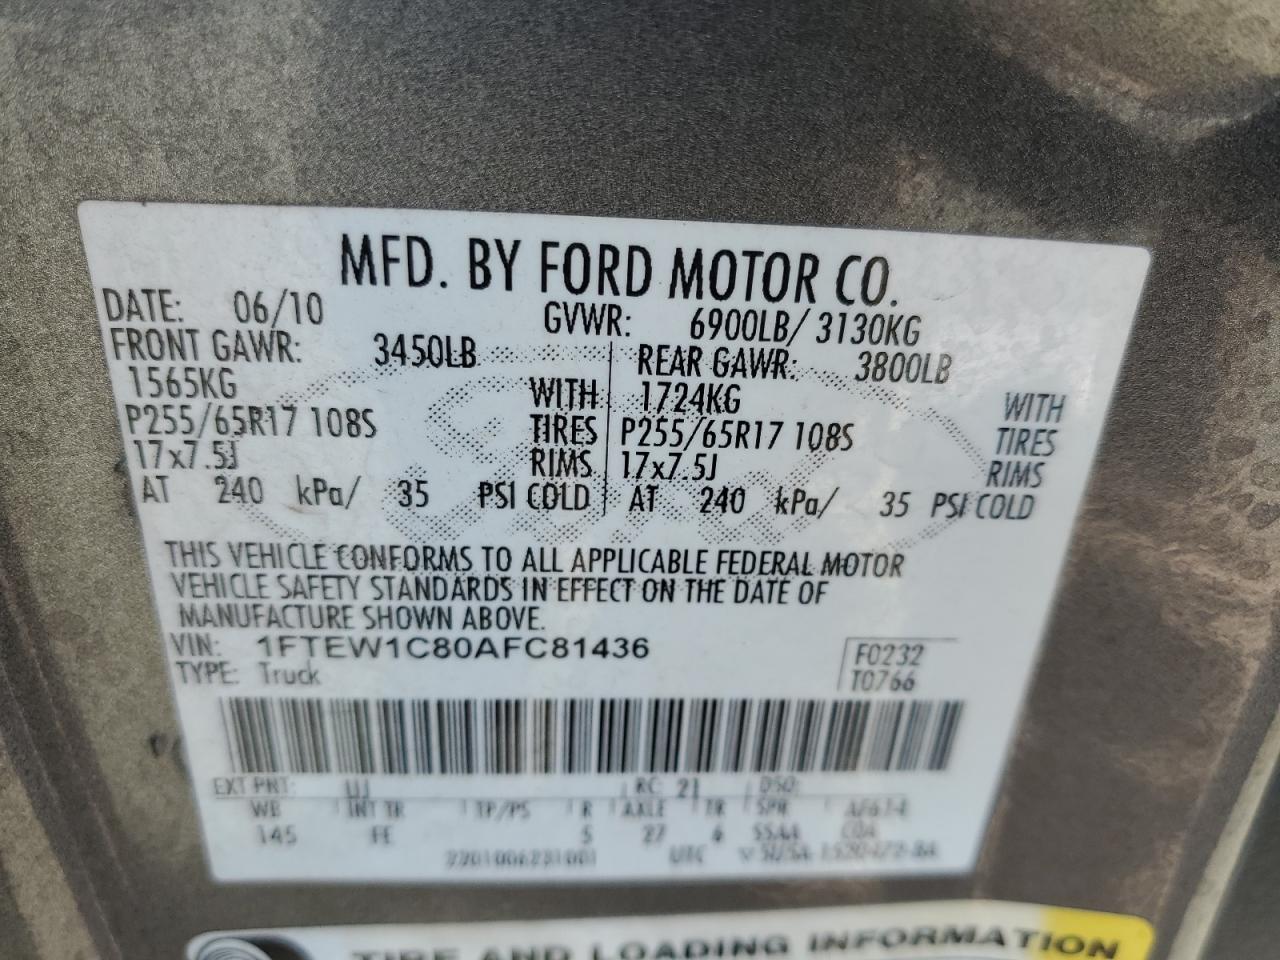 MFD. BY FORD MOTOR CO.
DATE: 06/10 GVWR: 6900LB/ 3130KG
FRONT GAWR: 3450LB REAR GAWR: 3800LB
1565KG WITH 1724KG WITH
P255/65R17 108S TIRES P255/65R17 108S TIRES
17x7.5J RIMS 17x7.5J RIMS
AT 240 kPa/ 35 PSI COLD AT 240 kPa/ 35 PSI COLD
THIS VEHICLE CONFORMS TO ALL APPLICABLE FEDERAL MOTOR
VEHICLE SAFETY STANDARDS IN EFFECT ON THE DATE OF
MANUFACTURE SHOWN ABOVE.
VIN: 1FTEW1C80AFC81436 F0232
TYPE: Truck T0766
EXT PNT: UJ RC: 21 DSO:
WB INT TR TP/PS R AXLE TR SPR
145 FE 5 27 6 SSAA
UTC
TIRE AND LOADING INFORMATION